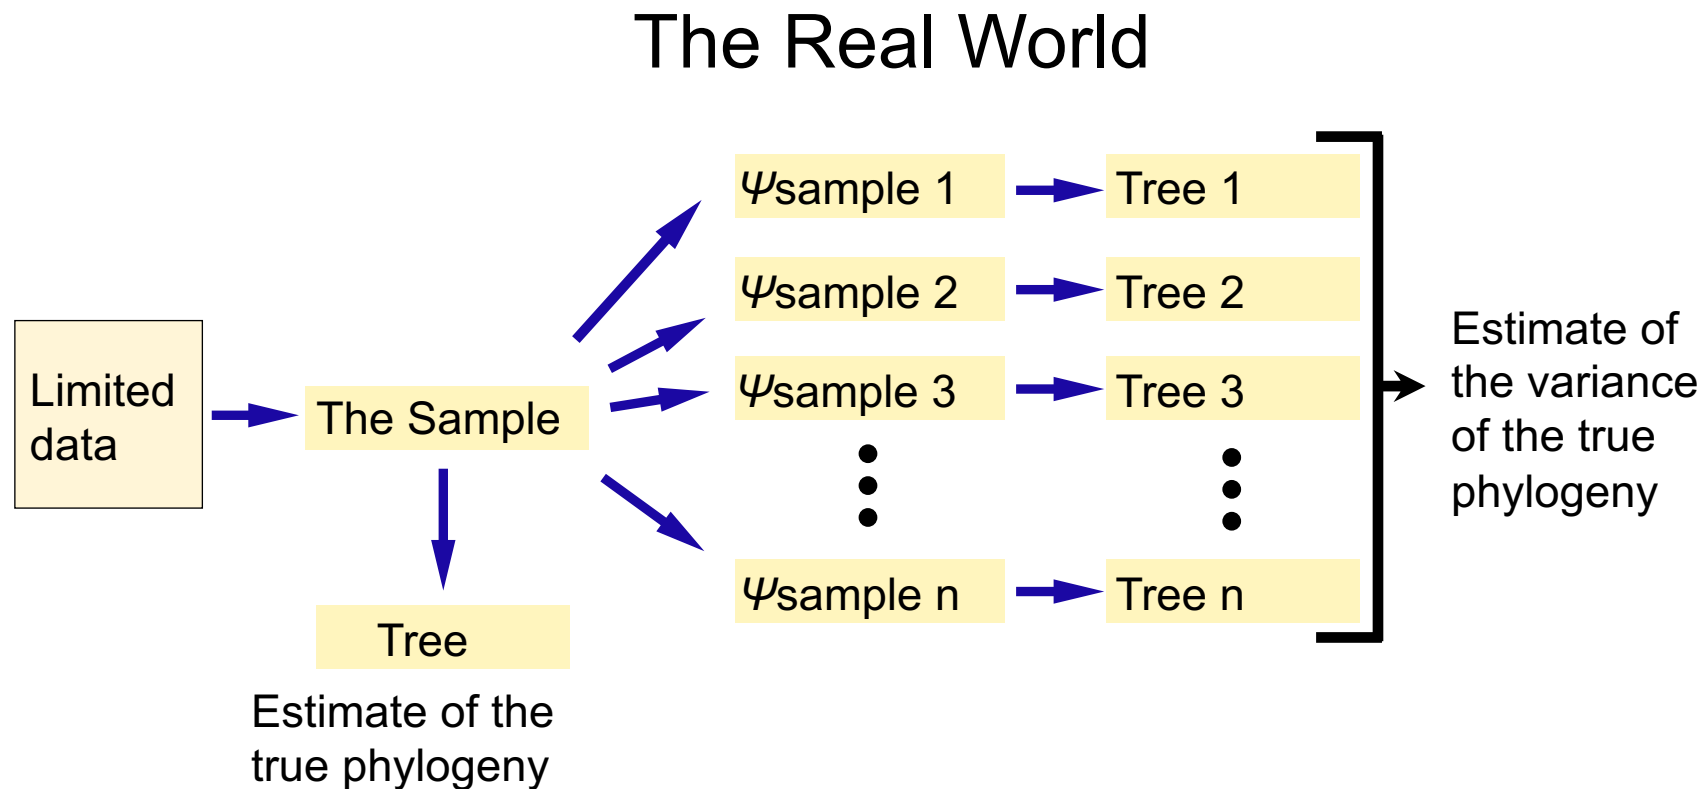 The Real World
Limited
data
The Sample
Tree
Estimate of the
true phylogeny
Ψsample 1
Tree 1
Ψsample 2
Tree 2
Ψsample 3
Tree 3
Ψsample n
Tree n
Estimate of
the variance
of the true
phylogeny